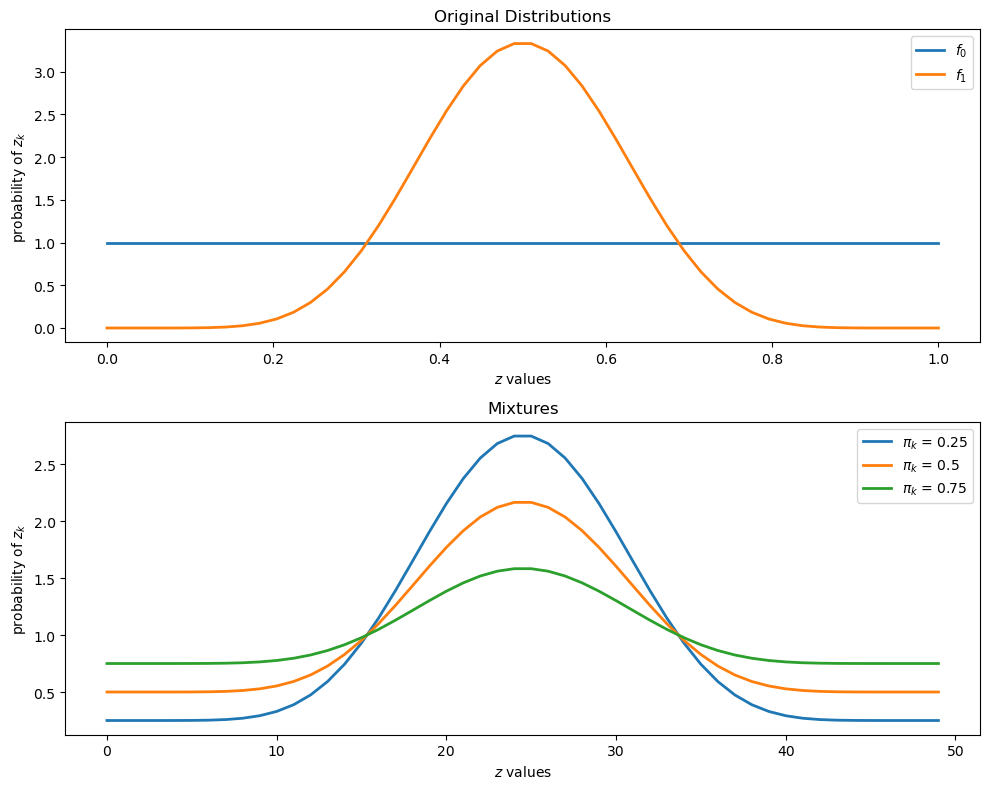 Original Distributions
probability of $z_k$
3.0
2.5
2.0
1.5
1.0
0.5
0.0
$f_0$
$f_1$
0.0 0.2 0.4 0.6 0.8 1.0
$z$ values
Mixtures
probability of $z_k$
2.5
2.0
1.5
1.0
0.5
$\pi_k$ = 0.25
$\pi_k$ = 0.5
$\pi_k$ = 0.75
0 10 20 30 40 50
$z$ values